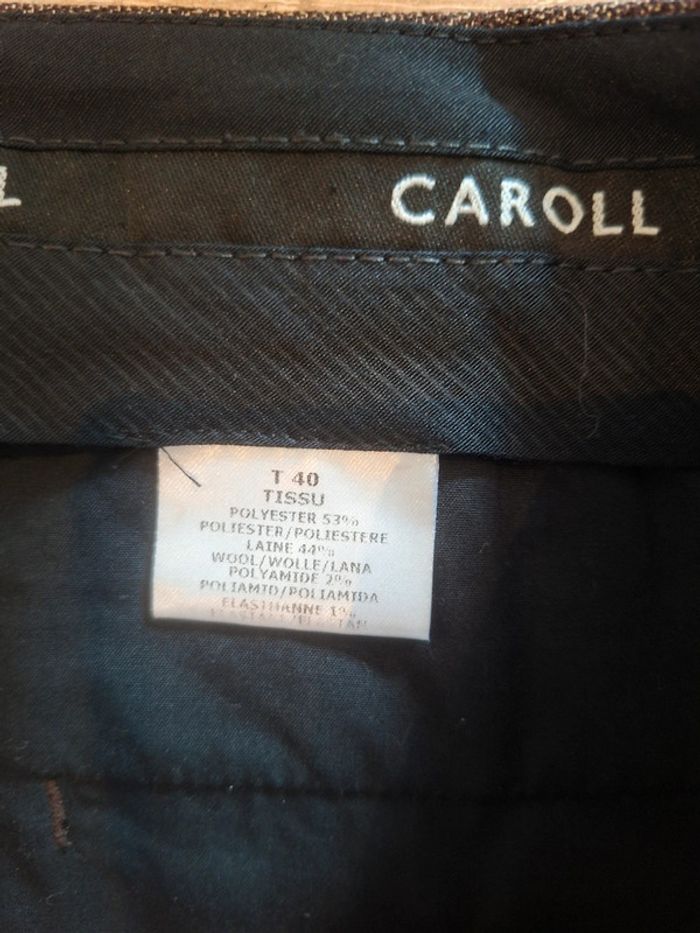 L
CAROLL
T 40
TISSU
POLYESTER 53%
POLIESTER/POLIESTERE
LAINE 44%
WOOL/WOLLE/LANA
POLYAMIDE 2%
POLIAMID/POLIAMIDA
ELASTHANNE 1%